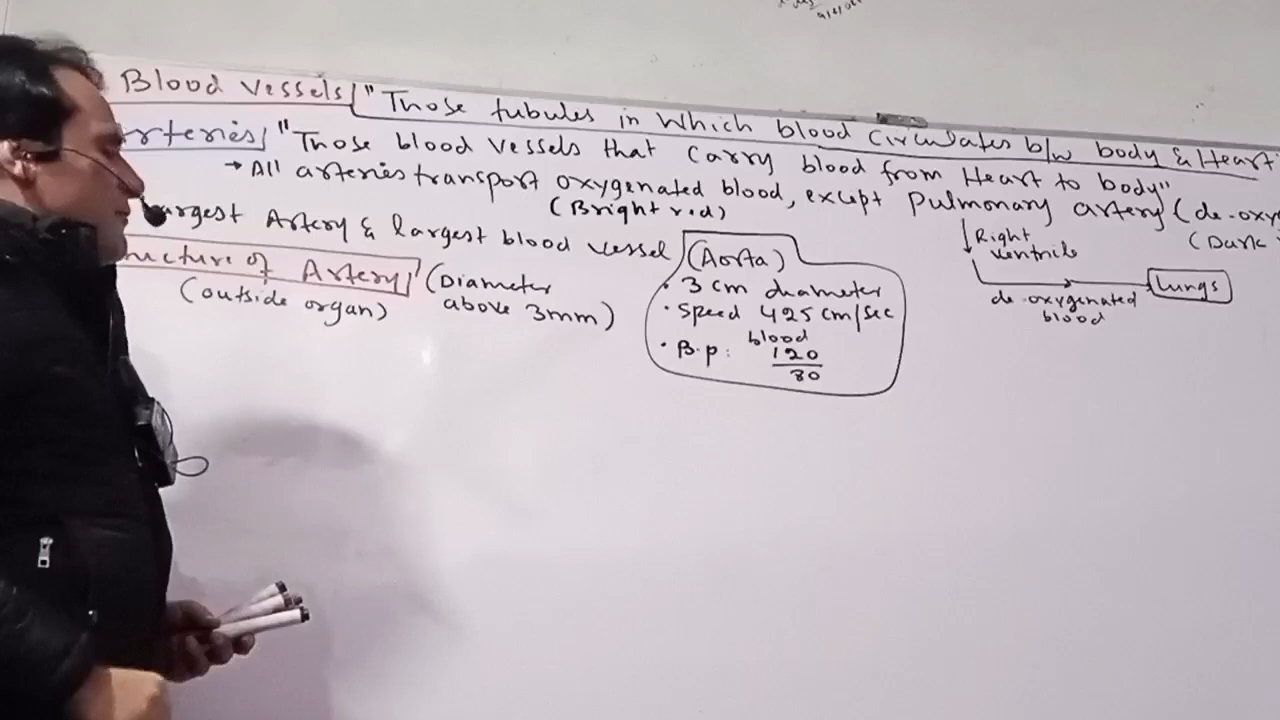 Blood Vessels "Those tubules in Which blood Circulates b/w body & Heart
rteries "Those blood vessels that Carry blood from Heart to body"
→ All arteries transport oxygenated blood, except Pulmonary artery (de-oxy
(Bright red)
(Dark
argest Artery & largest blood vessel (Aorta)
Right ventricle
ructure of Artery (Diameter above 3mm)
(outside organ)
• 3 cm diameter
• Speed 425 cm/sec
blood
• B.p: 120/80
lungs
de-oxygenated
blood